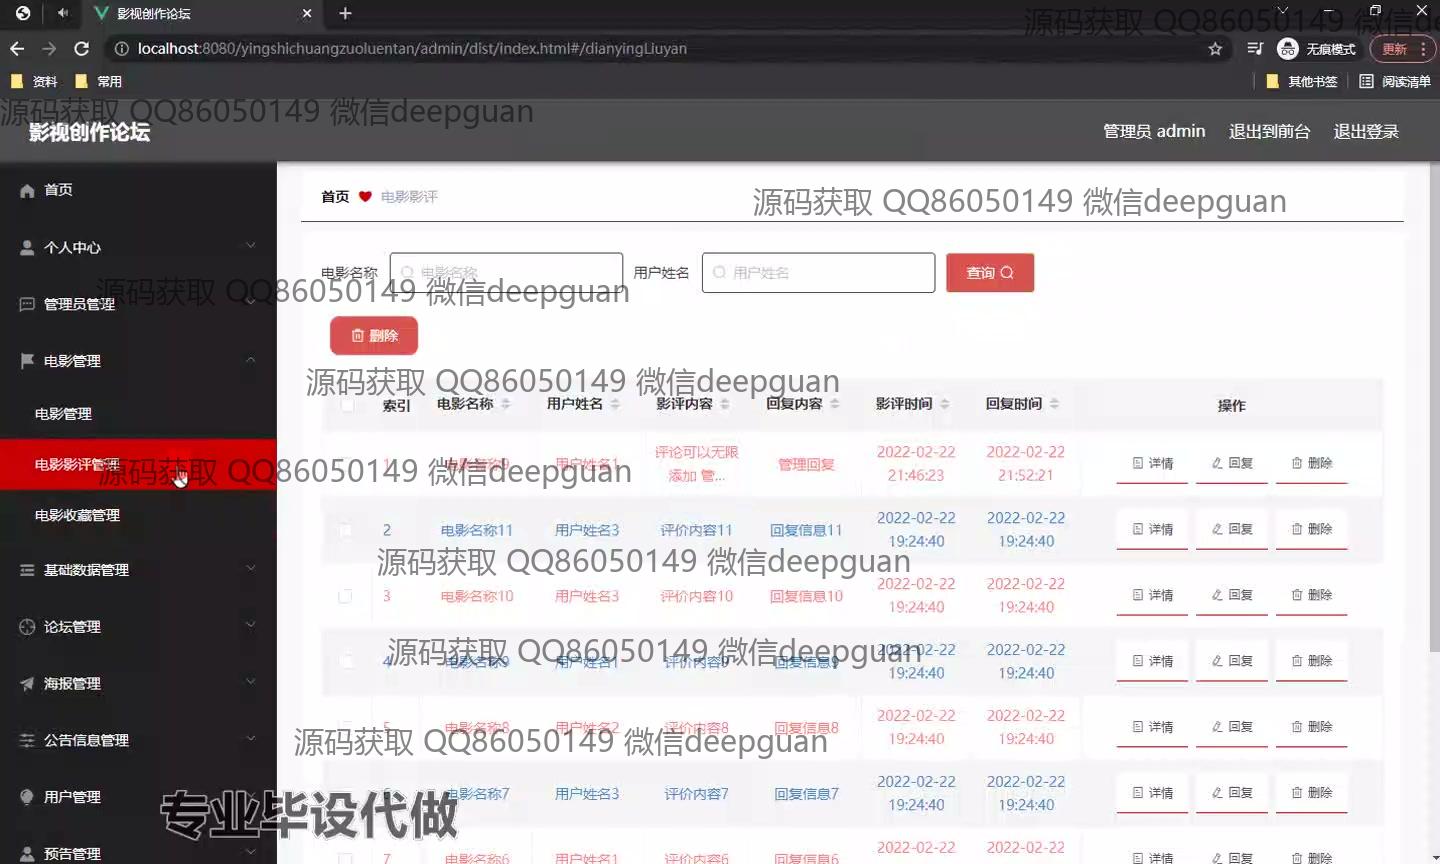 影视创作论坛
localhost:8080/yingshichuangzuoluentan/admin/dist/index.html#/dianyingLiuyan
无痕模式
更新
资料 常用
其他书签 阅读清单
源码获取 QQ86050149 微信de
源码获取 QQ86050149 微信deepguan
影视创作论坛
管理员 admin 退出到前台 退出登录
首页
个人中心
管理员管理
电影管理
电影管理
电影影评管理
电影收藏管理
基础数据管理
论坛管理
海报管理
公告信息管理
用户管理
预告管理
首页 电影影评
源码获取 QQ86050149 微信deepguan
电影名称 电影名称 用户姓名 用户姓名 查询
源码获取 QQ86050149 微信deepguan
删除
源码获取 QQ86050149 微信deepguan
索引 电影名称 用户姓名 影评内容 回复内容 影评时间 回复时间 操作
1 电影名称9 用户姓名1 评论可以无限添加 管... 管理回复 2022-02-22 21:46:23 2022-02-22 21:52:21 详情 回复 删除
源码获取 QQ86050149 微信deepguan
2 电影名称11 用户姓名3 评价内容11 回复信息11 2022-02-22 19:24:40 2022-02-22 19:24:40 详情 回复 删除
源码获取 QQ86050149 微信deepguan
3 电影名称10 用户姓名3 评价内容10 回复信息10 2022-02-22 19:24:40 2022-02-22 19:24:40 详情 回复 删除
源码获取 QQ86050149 微信deepguan
4 电影名称9 用户姓名1 评价内容9 回复信息9 2022-02-22 19:24:40 2022-02-22 19:24:40 详情 回复 删除
5 电影名称8 用户姓名2 评价内容8 回复信息8 2022-02-22 19:24:40 2022-02-22 19:24:40 详情 回复 删除
源码获取 QQ86050149 微信deepguan
6 电影名称7 用户姓名3 评价内容7 回复信息7 2022-02-22 19:24:40 2022-02-22 19:24:40 详情 回复 删除
专业毕设代做
7 电影名称6 用户姓名1 评价内容6 回复信息6 2022-02-22 2022-02-22 详情 回复 删除